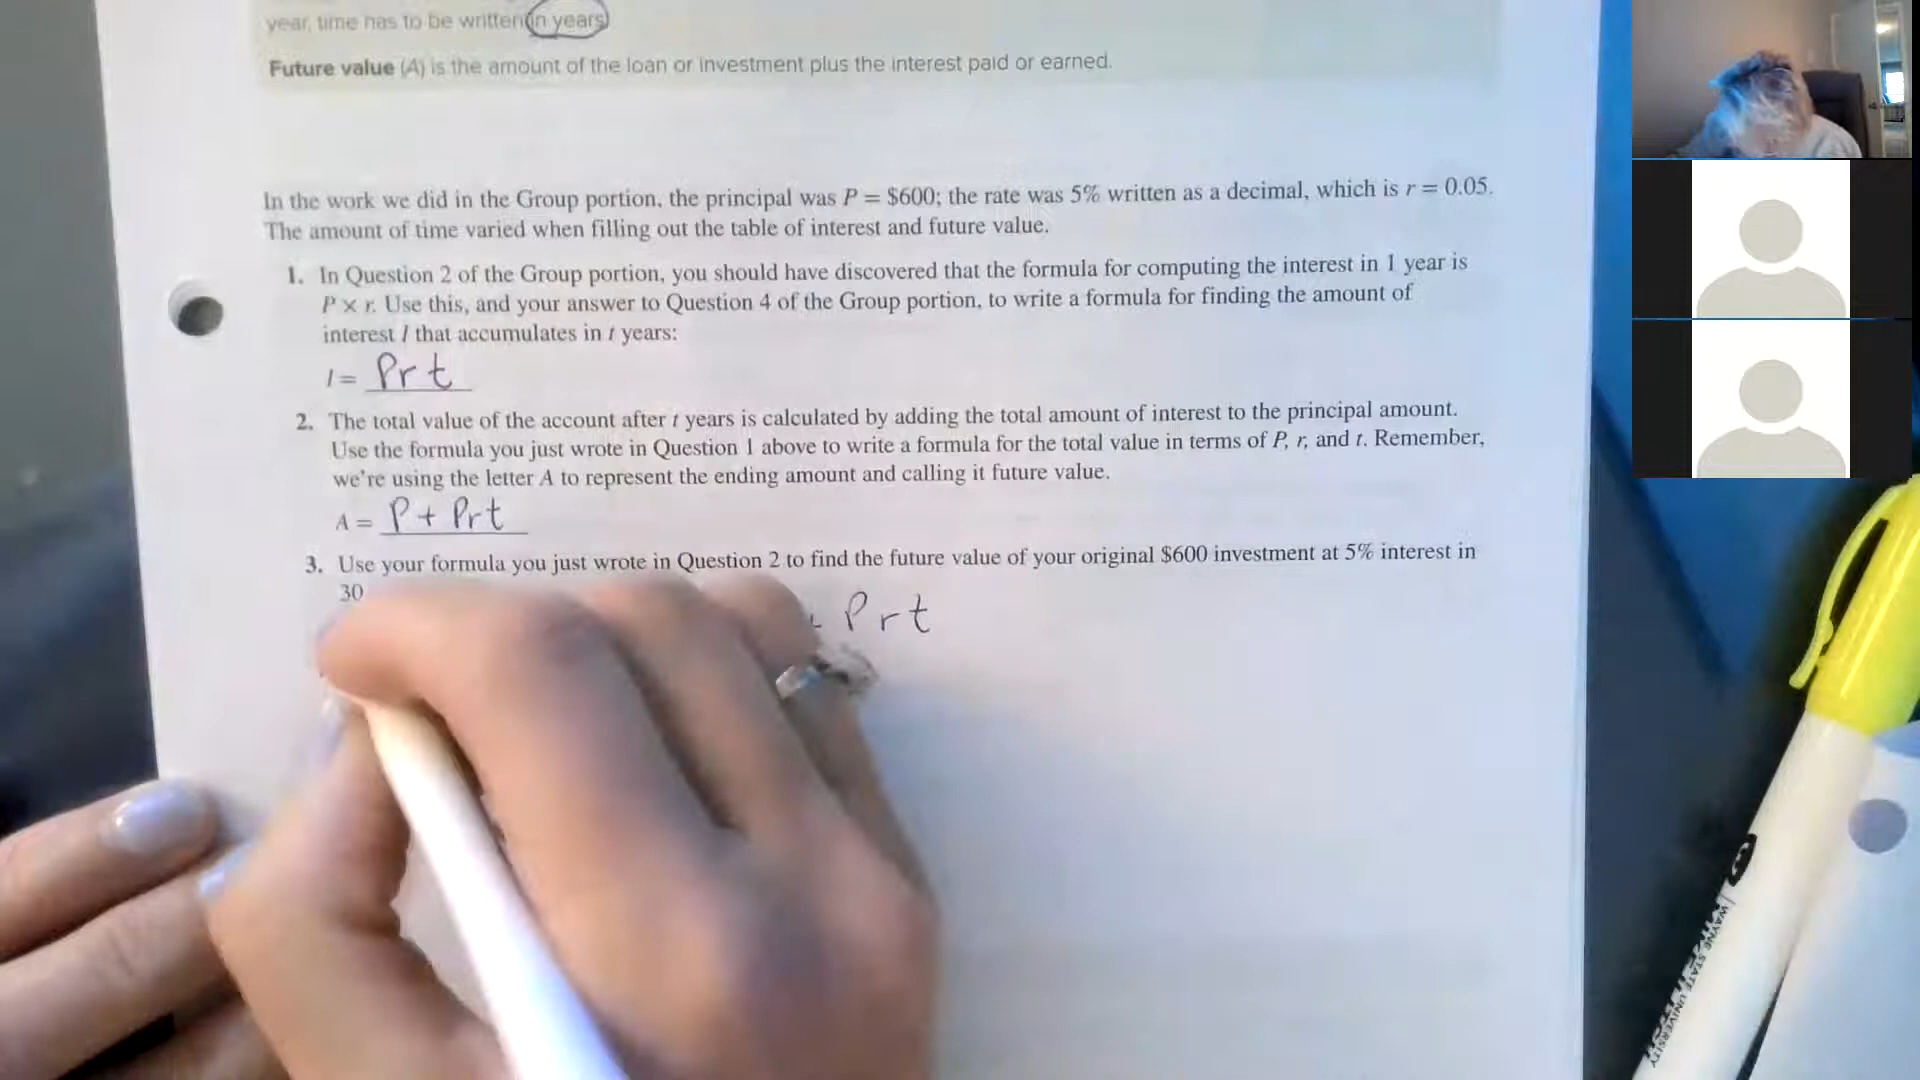 year, time has to be written in years
Future value (A) is the amount of the loan or investment plus the interest paid or earned.
In the work we did in the Group portion, the principal was P = $600; the rate was 5% written as a decimal, which is r = 0.05.
The amount of time varied when filling out the table of interest and future value.
1. In Question 2 of the Group portion, you should have discovered that the formula for computing the interest in 1 year is
P × r. Use this, and your answer to Question 4 of the Group portion, to write a formula for finding the amount of
interest I that accumulates in t years:
I = Prt
2. The total value of the account after t years is calculated by adding the total amount of interest to the principal amount.
Use the formula you just wrote in Question 1 above to write a formula for the total value in terms of P, r, and t. Remember,
we're using the letter A to represent the ending amount and calling it future value.
A = P + Prt
3. Use your formula you just wrote in Question 2 to find the future value of your original $600 investment at 5% interest in
30
Prt
WAYNE STATE UNIVERSITY